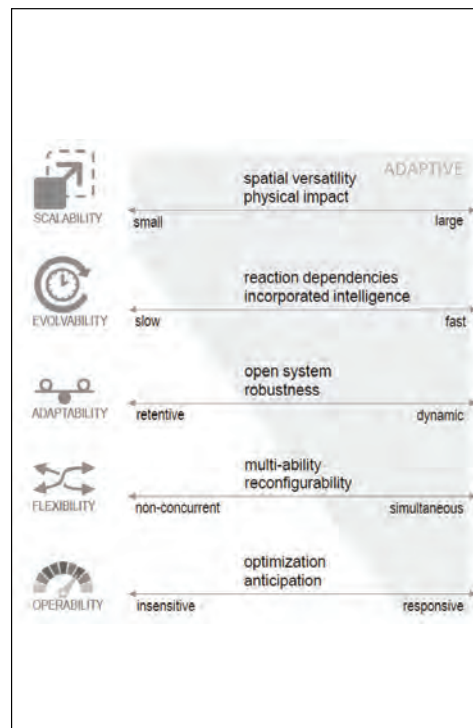 ADAPTIVE
spatial versatility
physical impact
SCALABILITY
small large
reaction dependencies
incorporated intelligence
EVOLVABILITY
slow fast
open system
robustness
ADAPTABILITY
retentive dynamic
multi-ability
reconfigurability
FLEXIBILITY
non-concurrent simultaneous
optimization
anticipation
OPERABILITY
insensitive responsive